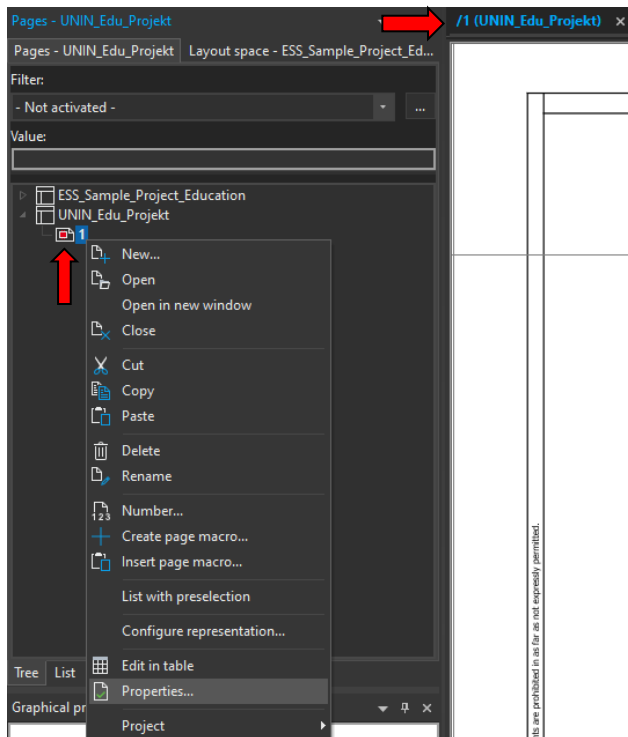 Pages - UNIN_Edu_Projekt
/1 (UNIN_Edu_Projekt)
Pages - UNIN_Edu_Projekt Layout space - ESS_Sample_Project_Ed...
Filter:
- Not activated -
...
Value:
ESS_Sample_Project_Education
UNIN_Edu_Projekt
1
New...
Open
Open in new window
Close
Cut
Copy
Paste
Delete
Rename
Number...
Create page macro...
Insert page macro...
List with preselection
Configure representation...
Edit in table
Properties...
Project
Tree List
Graphical pr
are prohibited in as far as not expressly permitted.